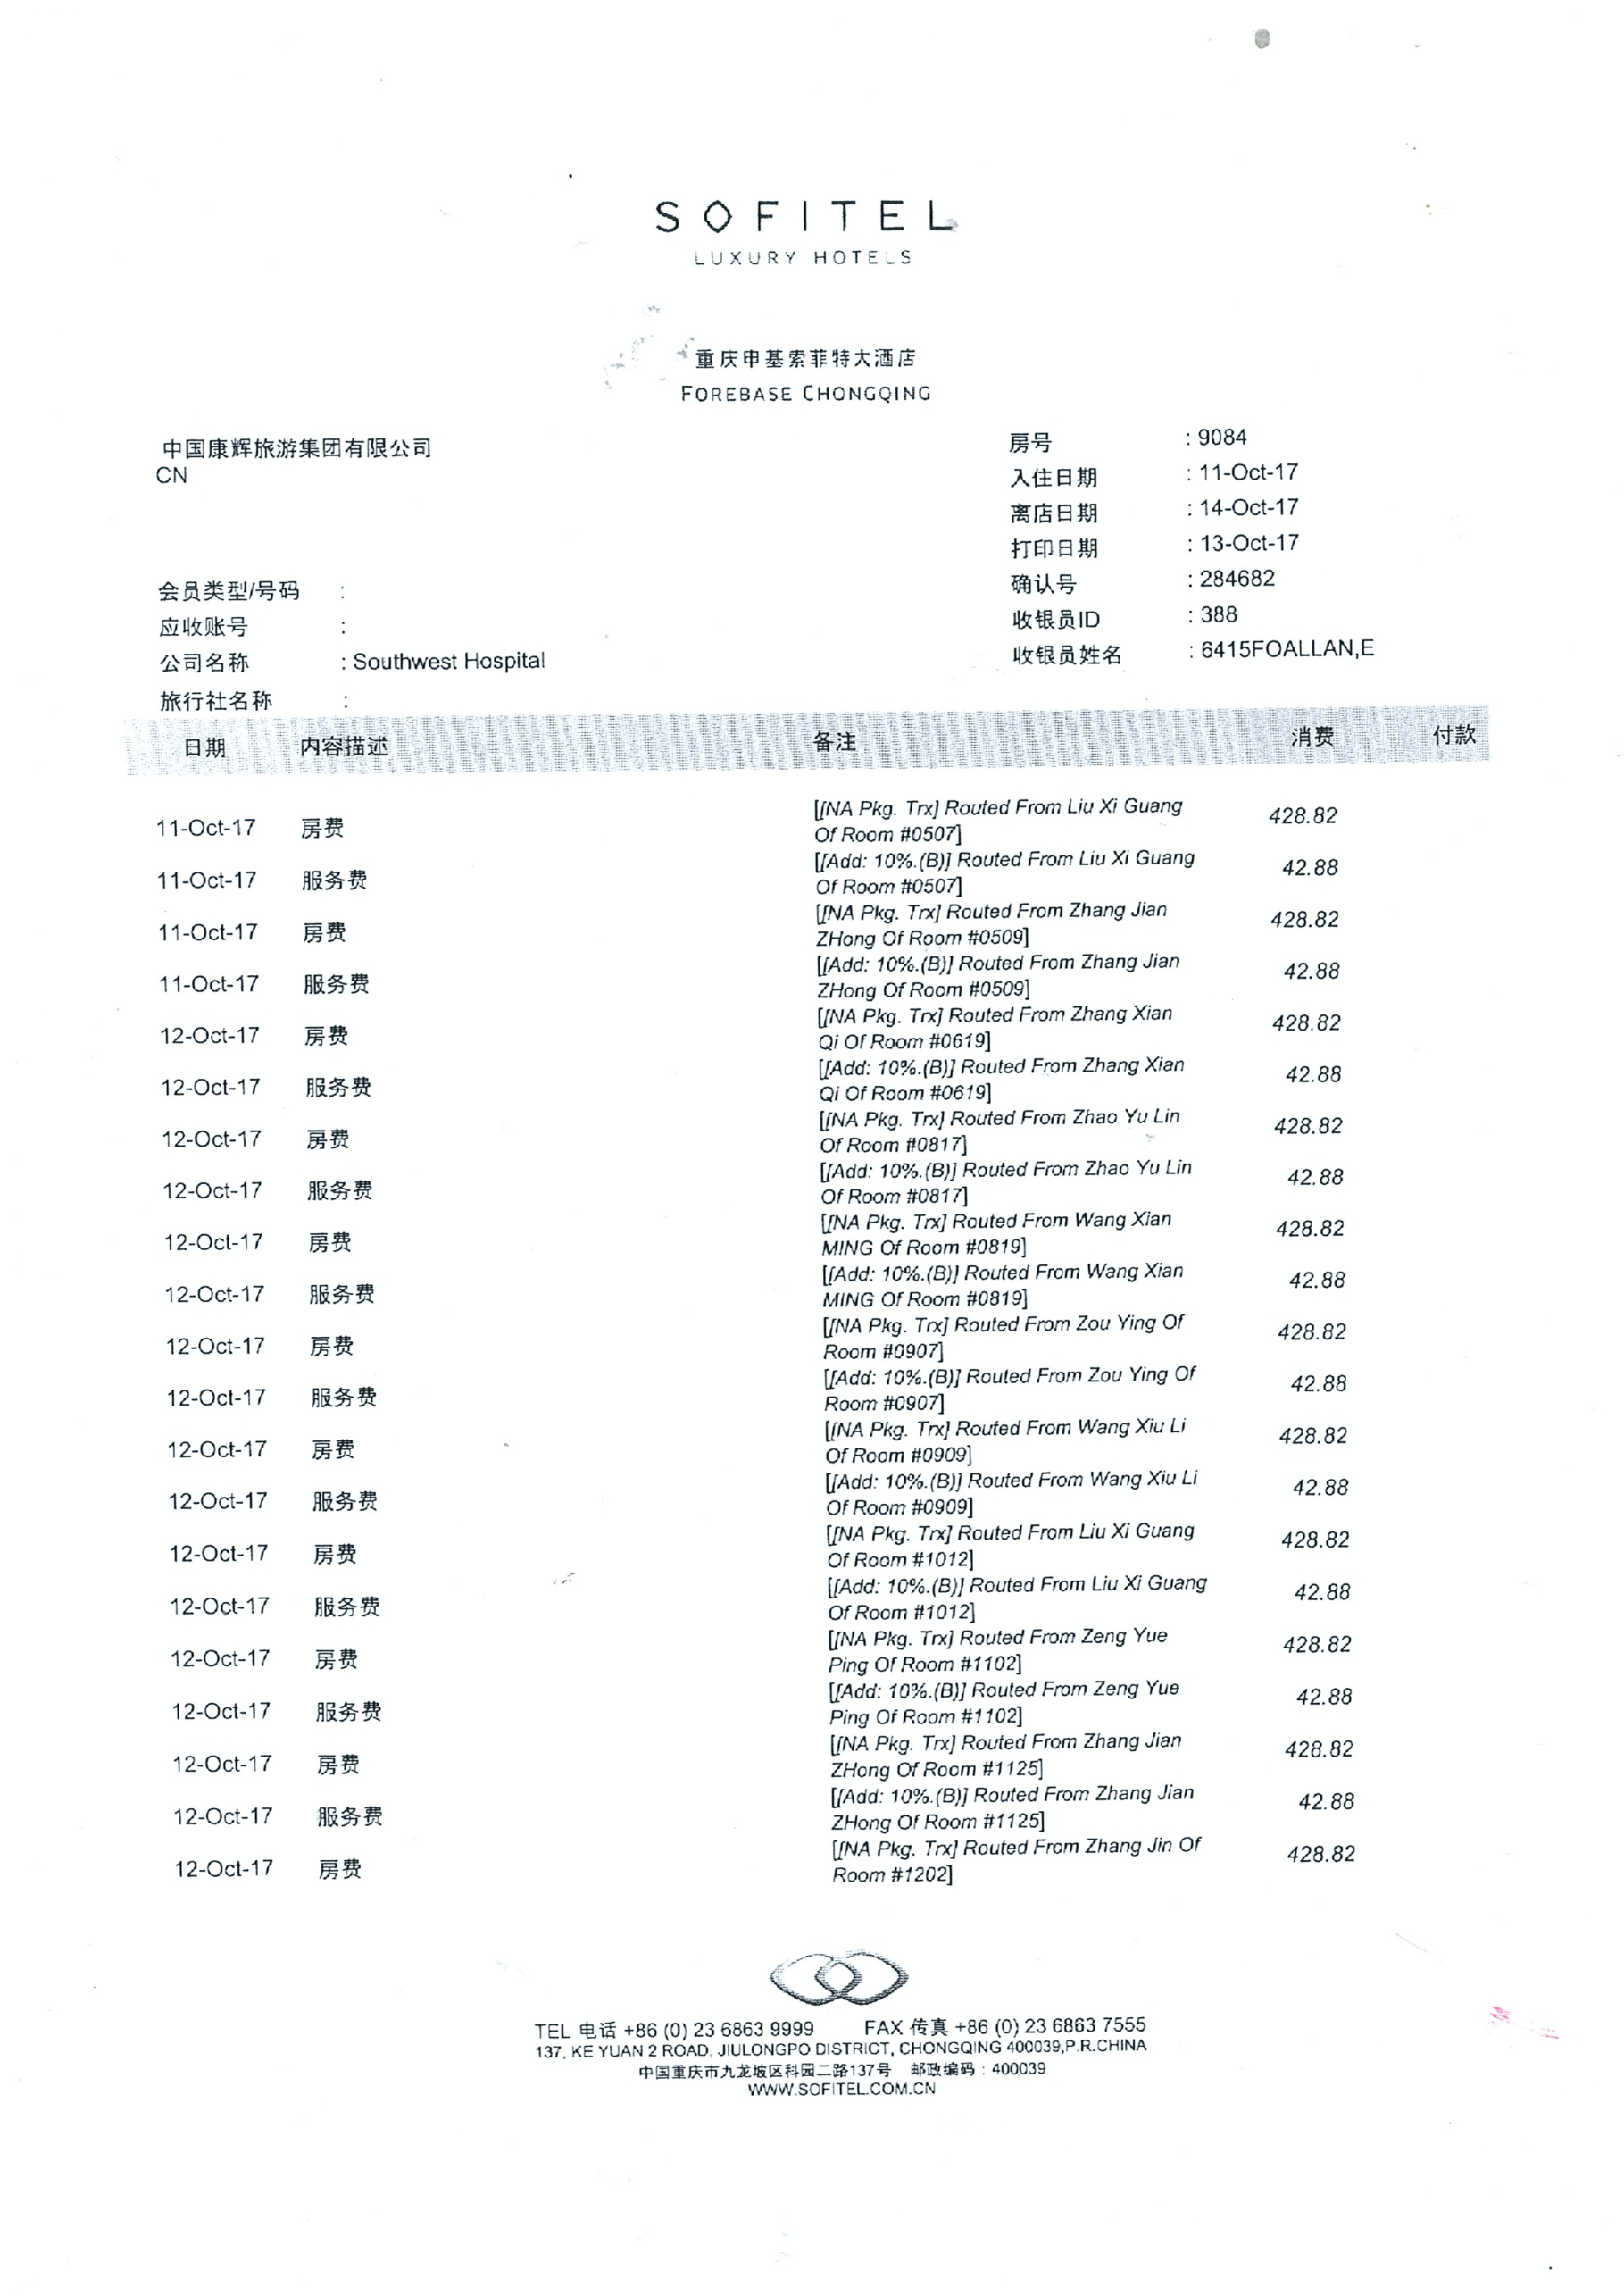 SOFITEL
LUXURY HOTELS
重庆申基索菲特大酒店
FOREBASE CHONGQING
中国康辉旅游集团有限公司
CN
房号 : 9084
入住日期 : 11-Oct-17
离店日期 : 14-Oct-17
打印日期 : 13-Oct-17
会员类型/号码 :
确认号 : 284682
应收账号 :
收银员ID : 388
公司名称 : Southwest Hospital
收银员姓名 : 6415FOALLAN,E
旅行社名称 :
日期 内容描述 备注 消费 付款
11-Oct-17 房费 [[NA Pkg. Trx] Routed From Liu Xi Guang 428.82
Of Room #0507]
11-Oct-17 服务费 [[Add: 10%.(B)] Routed From Liu Xi Guang 42.88
Of Room #0507]
11-Oct-17 房费 [[NA Pkg. Trx] Routed From Zhang Jian 428.82
ZHong Of Room #0509]
11-Oct-17 服务费 [[Add: 10%.(B)] Routed From Zhang Jian 42.88
ZHong Of Room #0509]
12-Oct-17 房费 [[NA Pkg. Trx] Routed From Zhang Xian 428.82
Qi Of Room #0619]
12-Oct-17 服务费 [[Add: 10%.(B)] Routed From Zhang Xian 42.88
Qi Of Room #0619]
12-Oct-17 房费 [[NA Pkg. Trx] Routed From Zhao Yu Lin 428.82
Of Room #0817]
12-Oct-17 服务费 [[Add: 10%.(B)] Routed From Zhao Yu Lin 42.88
Of Room #0817]
12-Oct-17 房费 [[NA Pkg. Trx] Routed From Wang Xian 428.82
MING Of Room #0819]
12-Oct-17 服务费 [[Add: 10%.(B)] Routed From Wang Xian 42.88
MING Of Room #0819]
12-Oct-17 房费 [[NA Pkg. Trx] Routed From Zou Ying Of 428.82
Room #0907]
12-Oct-17 服务费 [[Add: 10%.(B)] Routed From Zou Ying Of 42.88
Room #0907]
12-Oct-17 房费 [[NA Pkg. Trx] Routed From Wang Xiu Li 428.82
Of Room #0909]
12-Oct-17 服务费 [[Add: 10%.(B)] Routed From Wang Xiu Li 42.88
Of Room #0909]
12-Oct-17 房费 [[NA Pkg. Trx] Routed From Liu Xi Guang 428.82
Of Room #1012]
12-Oct-17 服务费 [[Add: 10%.(B)] Routed From Liu Xi Guang 42.88
Of Room #1012]
12-Oct-17 房费 [[NA Pkg. Trx] Routed From Zeng Yue 428.82
Ping Of Room #1102]
12-Oct-17 服务费 [[Add: 10%.(B)] Routed From Zeng Yue 42.88
Ping Of Room #1102]
12-Oct-17 房费 [[NA Pkg. Trx] Routed From Zhang Jian 428.82
ZHong Of Room #1125]
12-Oct-17 服务费 [[Add: 10%.(B)] Routed From Zhang Jian 42.88
ZHong Of Room #1125]
12-Oct-17 房费 [[NA Pkg. Trx] Routed From Zhang Jin Of 428.82
Room #1202]
TEL 电话 +86 (0) 23 6863 9999 FAX 传真 +86 (0) 23 6863 7555
137, KE YUAN 2 ROAD, JIULONGPO DISTRICT, CHONGQING 400039,P.R.CHINA
中国重庆市九龙坡区科园二路137号 邮政编码：400039
WWW.SOFITEL.COM.CN